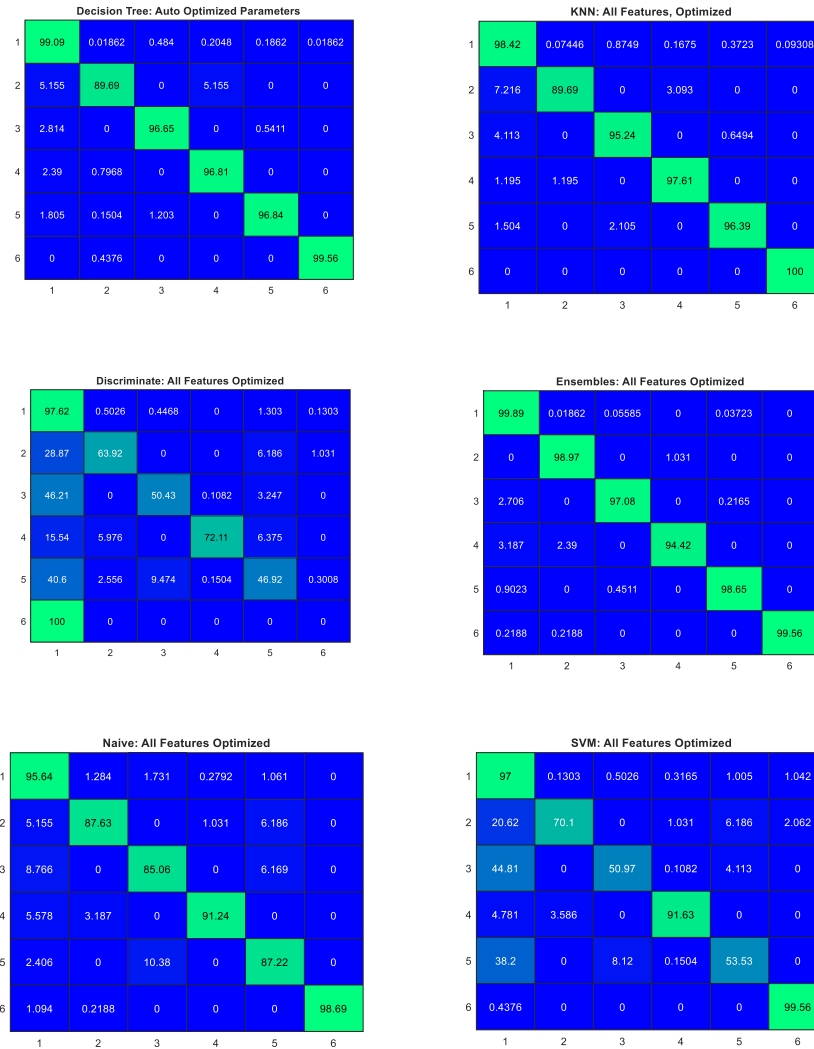 Decision Tree: Auto Optimized Parameters
1 99.09 0.01862 0.484 0.2048 0.1862 0.01862
2 5.155 89.69 0 5.155 0 0
3 2.814 0 96.65 0 0.5411 0
4 2.39 0.7968 0 96.81 0 0
5 1.805 0.1504 1.203 0 96.84 0
6 0 0.4376 0 0 0 99.56
1 2 3 4 5 6
KNN: All Features, Optimized
1 98.42 0.07446 0.8749 0.1675 0.3723 0.09308
2 7.216 89.69 0 3.093 0 0
3 4.113 0 95.24 0 0.6494 0
4 1.195 1.195 0 97.61 0 0
5 1.504 0 2.105 0 96.39 0
6 0 0 0 0 0 100
1 2 3 4 5 6
Discriminate: All Features Optimized
1 97.62 0.5026 0.4468 0 1.303 0.1303
2 28.87 63.92 0 0 6.186 1.031
3 46.21 0 50.43 0.1082 3.247 0
4 15.54 5.976 0 72.11 6.375 0
5 40.6 2.556 9.474 0.1504 46.92 0.3008
6 100 0 0 0 0 0
1 2 3 4 5 6
Ensembles: All Features Optimized
1 99.89 0.01862 0.05585 0 0.03723 0
2 0 98.97 0 1.031 0 0
3 2.706 0 97.08 0 0.2165 0
4 3.187 2.39 0 94.42 0 0
5 0.9023 0 0.4511 0 98.65 0
6 0.2188 0.2188 0 0 0 99.56
1 2 3 4 5 6
Naive: All Features Optimized
1 95.64 1.284 1.731 0.2792 1.061 0
2 5.155 87.63 0 1.031 6.186 0
3 8.766 0 85.06 0 6.169 0
4 5.578 3.187 0 91.24 0 0
5 2.406 0 10.38 0 87.22 0
6 1.094 0.2188 0 0 0 98.69
1 2 3 4 5 6
SVM: All Features Optimized
1 97 0.1303 0.5026 0.3165 1.005 1.042
2 20.62 70.1 0 1.031 6.186 2.062
3 44.81 0 50.97 0.1082 4.113 0
4 4.781 3.586 0 91.63 0 0
5 38.2 0 8.12 0.1504 53.53 0
6 0.4376 0 0 0 0 99.56
1 2 3 4 5 6